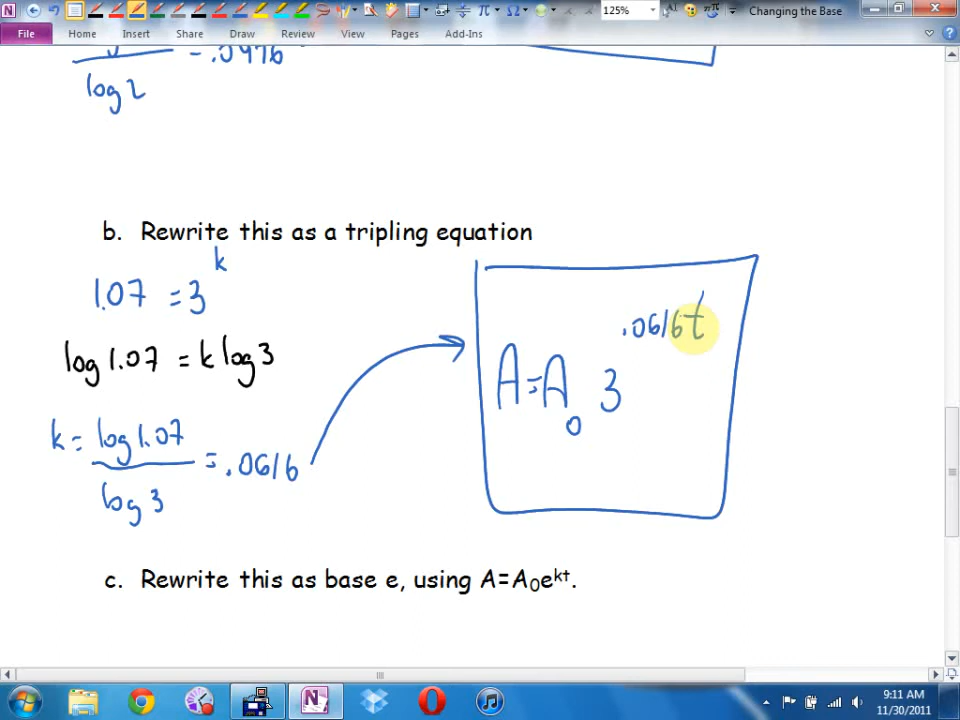 125%
Changing the Base
File Home Insert Share Draw Review View Pages Add-Ins
= .0476
log 2
b. Rewrite this as a tripling equation
1.07 = 3^k
log 1.07 = k log 3
k = log 1.07 / log 3 = .0616
A = A₀ 3^.0616t
c. Rewrite this as base e, using A=A₀e^kt.
9:11 AM
11/30/2011